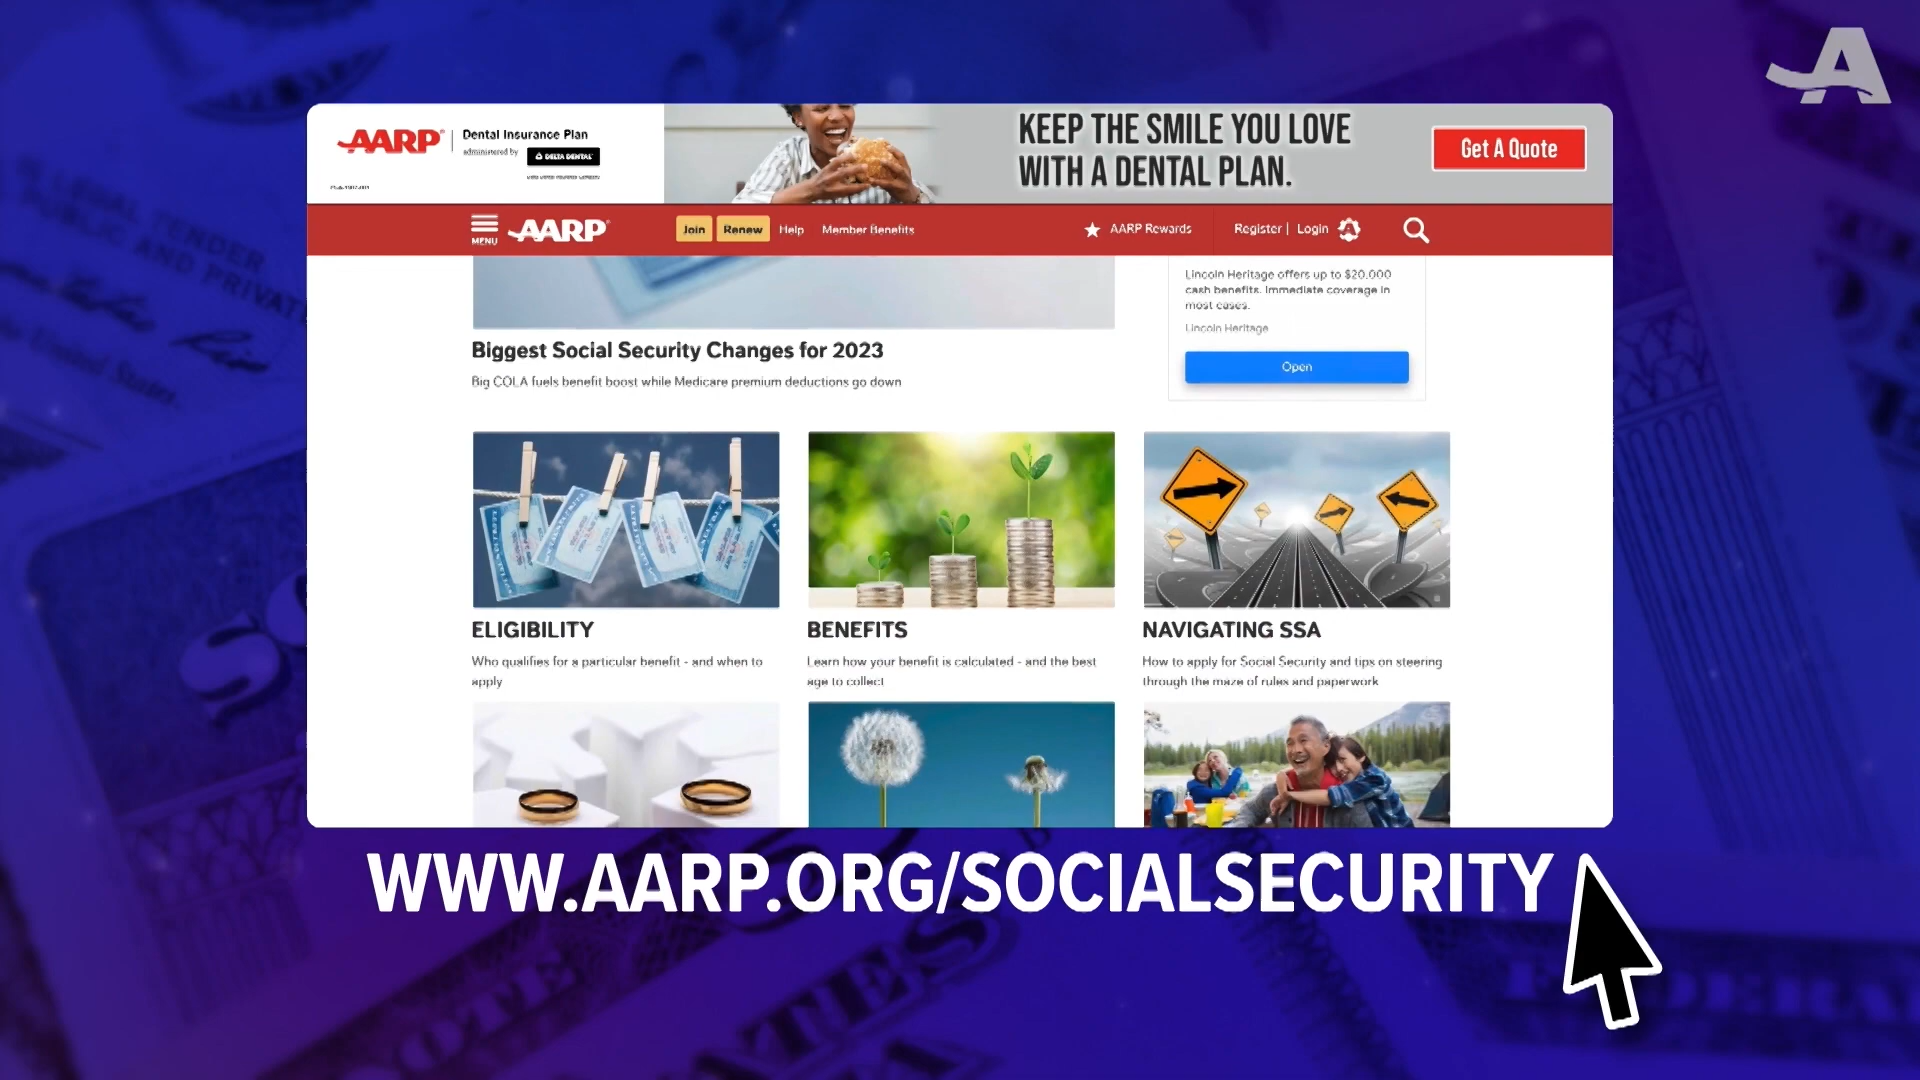 AARP
Dental Insurance Plan
administered by
DELTA DENTAL
KEEP THE SMILE YOU LOVE
WITH A DENTAL PLAN.
Get A Quote
MENU
AARP
Join
Renew
Help
Member Benefits
AARP Rewards
Register | Login
Lincoln Heritage offers up to $20,000
cash benefits. Immediate coverage in
most cases.
Lincoln Heritage
Open
Biggest Social Security Changes for 2023
Big COLA fuels benefit boost while Medicare premium deductions go down
ELIGIBILITY
Who qualifies for a particular benefit - and when to
apply
BENEFITS
Learn how your benefit is calculated - and the best
age to collect
NAVIGATING SSA
How to apply for Social Security and tips on steering
through the maze of rules and paperwork
WWW.AARP.ORG/SOCIALSECURITY
LEGAL TENDER
PUBLIC AND PRIVATE